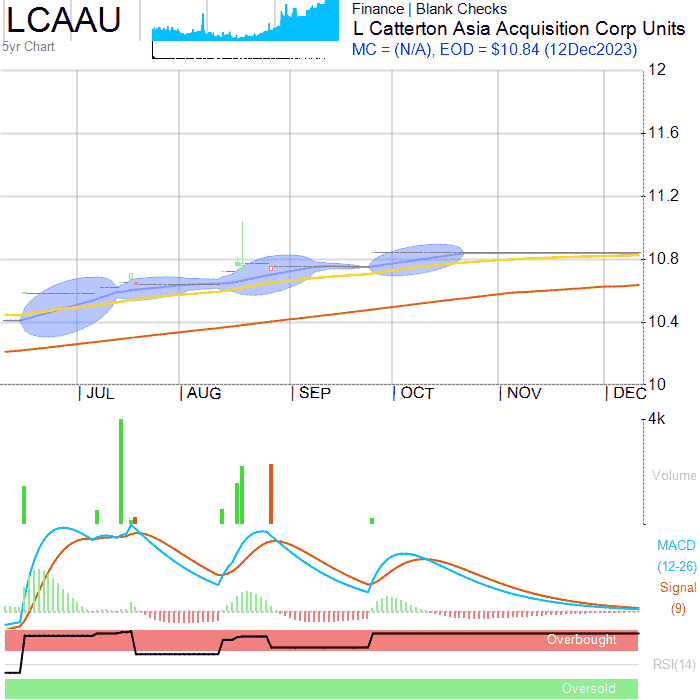 LCAAU
5yr Chart
Finance | Blank Checks
L Catterton Asia Acquisition Corp Units
MC = (N/A), EOD = $10.84 (12Dec2023)
12
11.6
11.2
10.8
10.4
10
| JUL | AUG | SEP | OCT | NOV | DEC
4k
Volume
MACD
(12-26)
Signal
(9)
Overbought
RSI(14)
Oversold